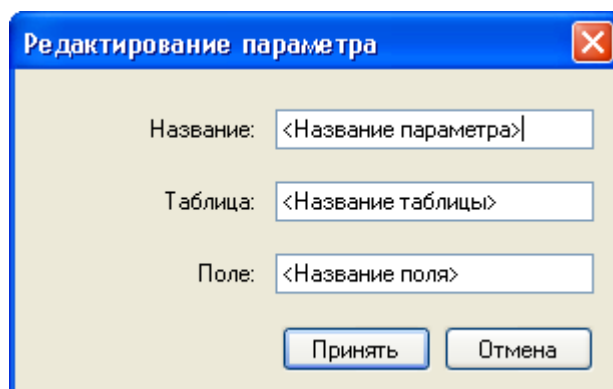 Редактирование параметра
Название: <Название параметра>
Таблица: <Название таблицы>
Поле: <Название поля>
Принять Отмена